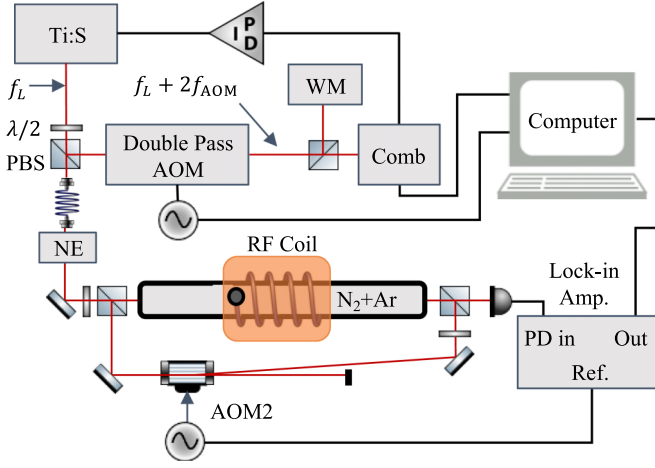 Ti:S
P
I
D
f_L
f_L + 2f_AOM
WM
λ/2
PBS
Double Pass
AOM
Comb
Computer
NE
RF Coil
N₂+Ar
Lock-in
Amp.
PD in Out
Ref.
AOM2